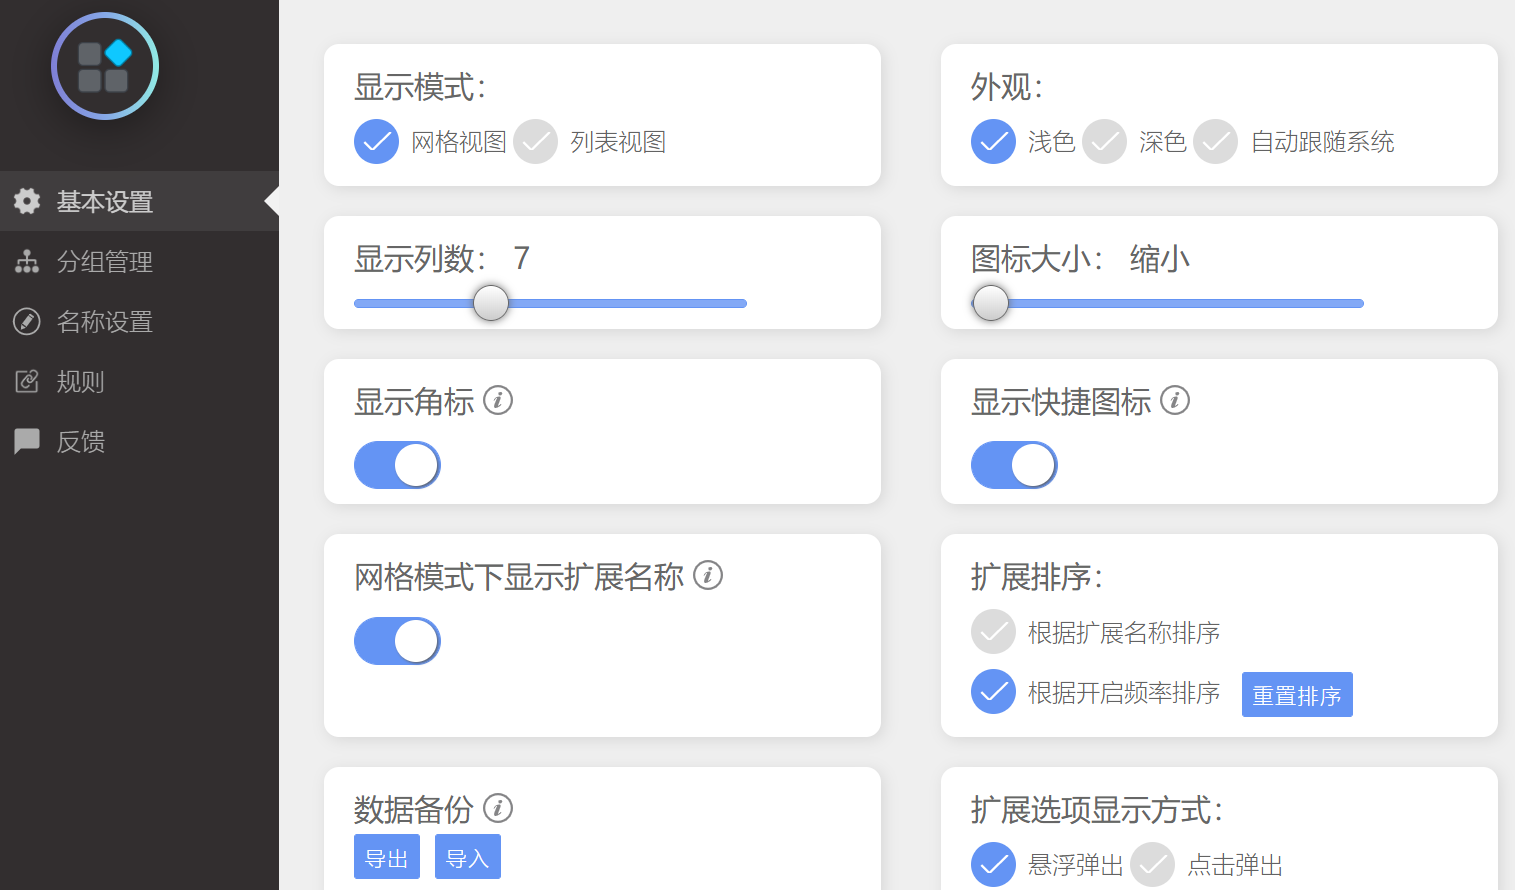 基本设置
分组管理
名称设置
规则
反馈
显示模式：
网格视图 列表视图
外观：
浅色 深色 自动跟随系统
显示列数： 7
图标大小： 缩小
显示角标
显示快捷图标
网格模式下显示扩展名称
扩展排序：
根据扩展名称排序
根据开启频率排序 重置排序
数据备份
导出 导入
扩展选项显示方式：
悬浮弹出 点击弹出